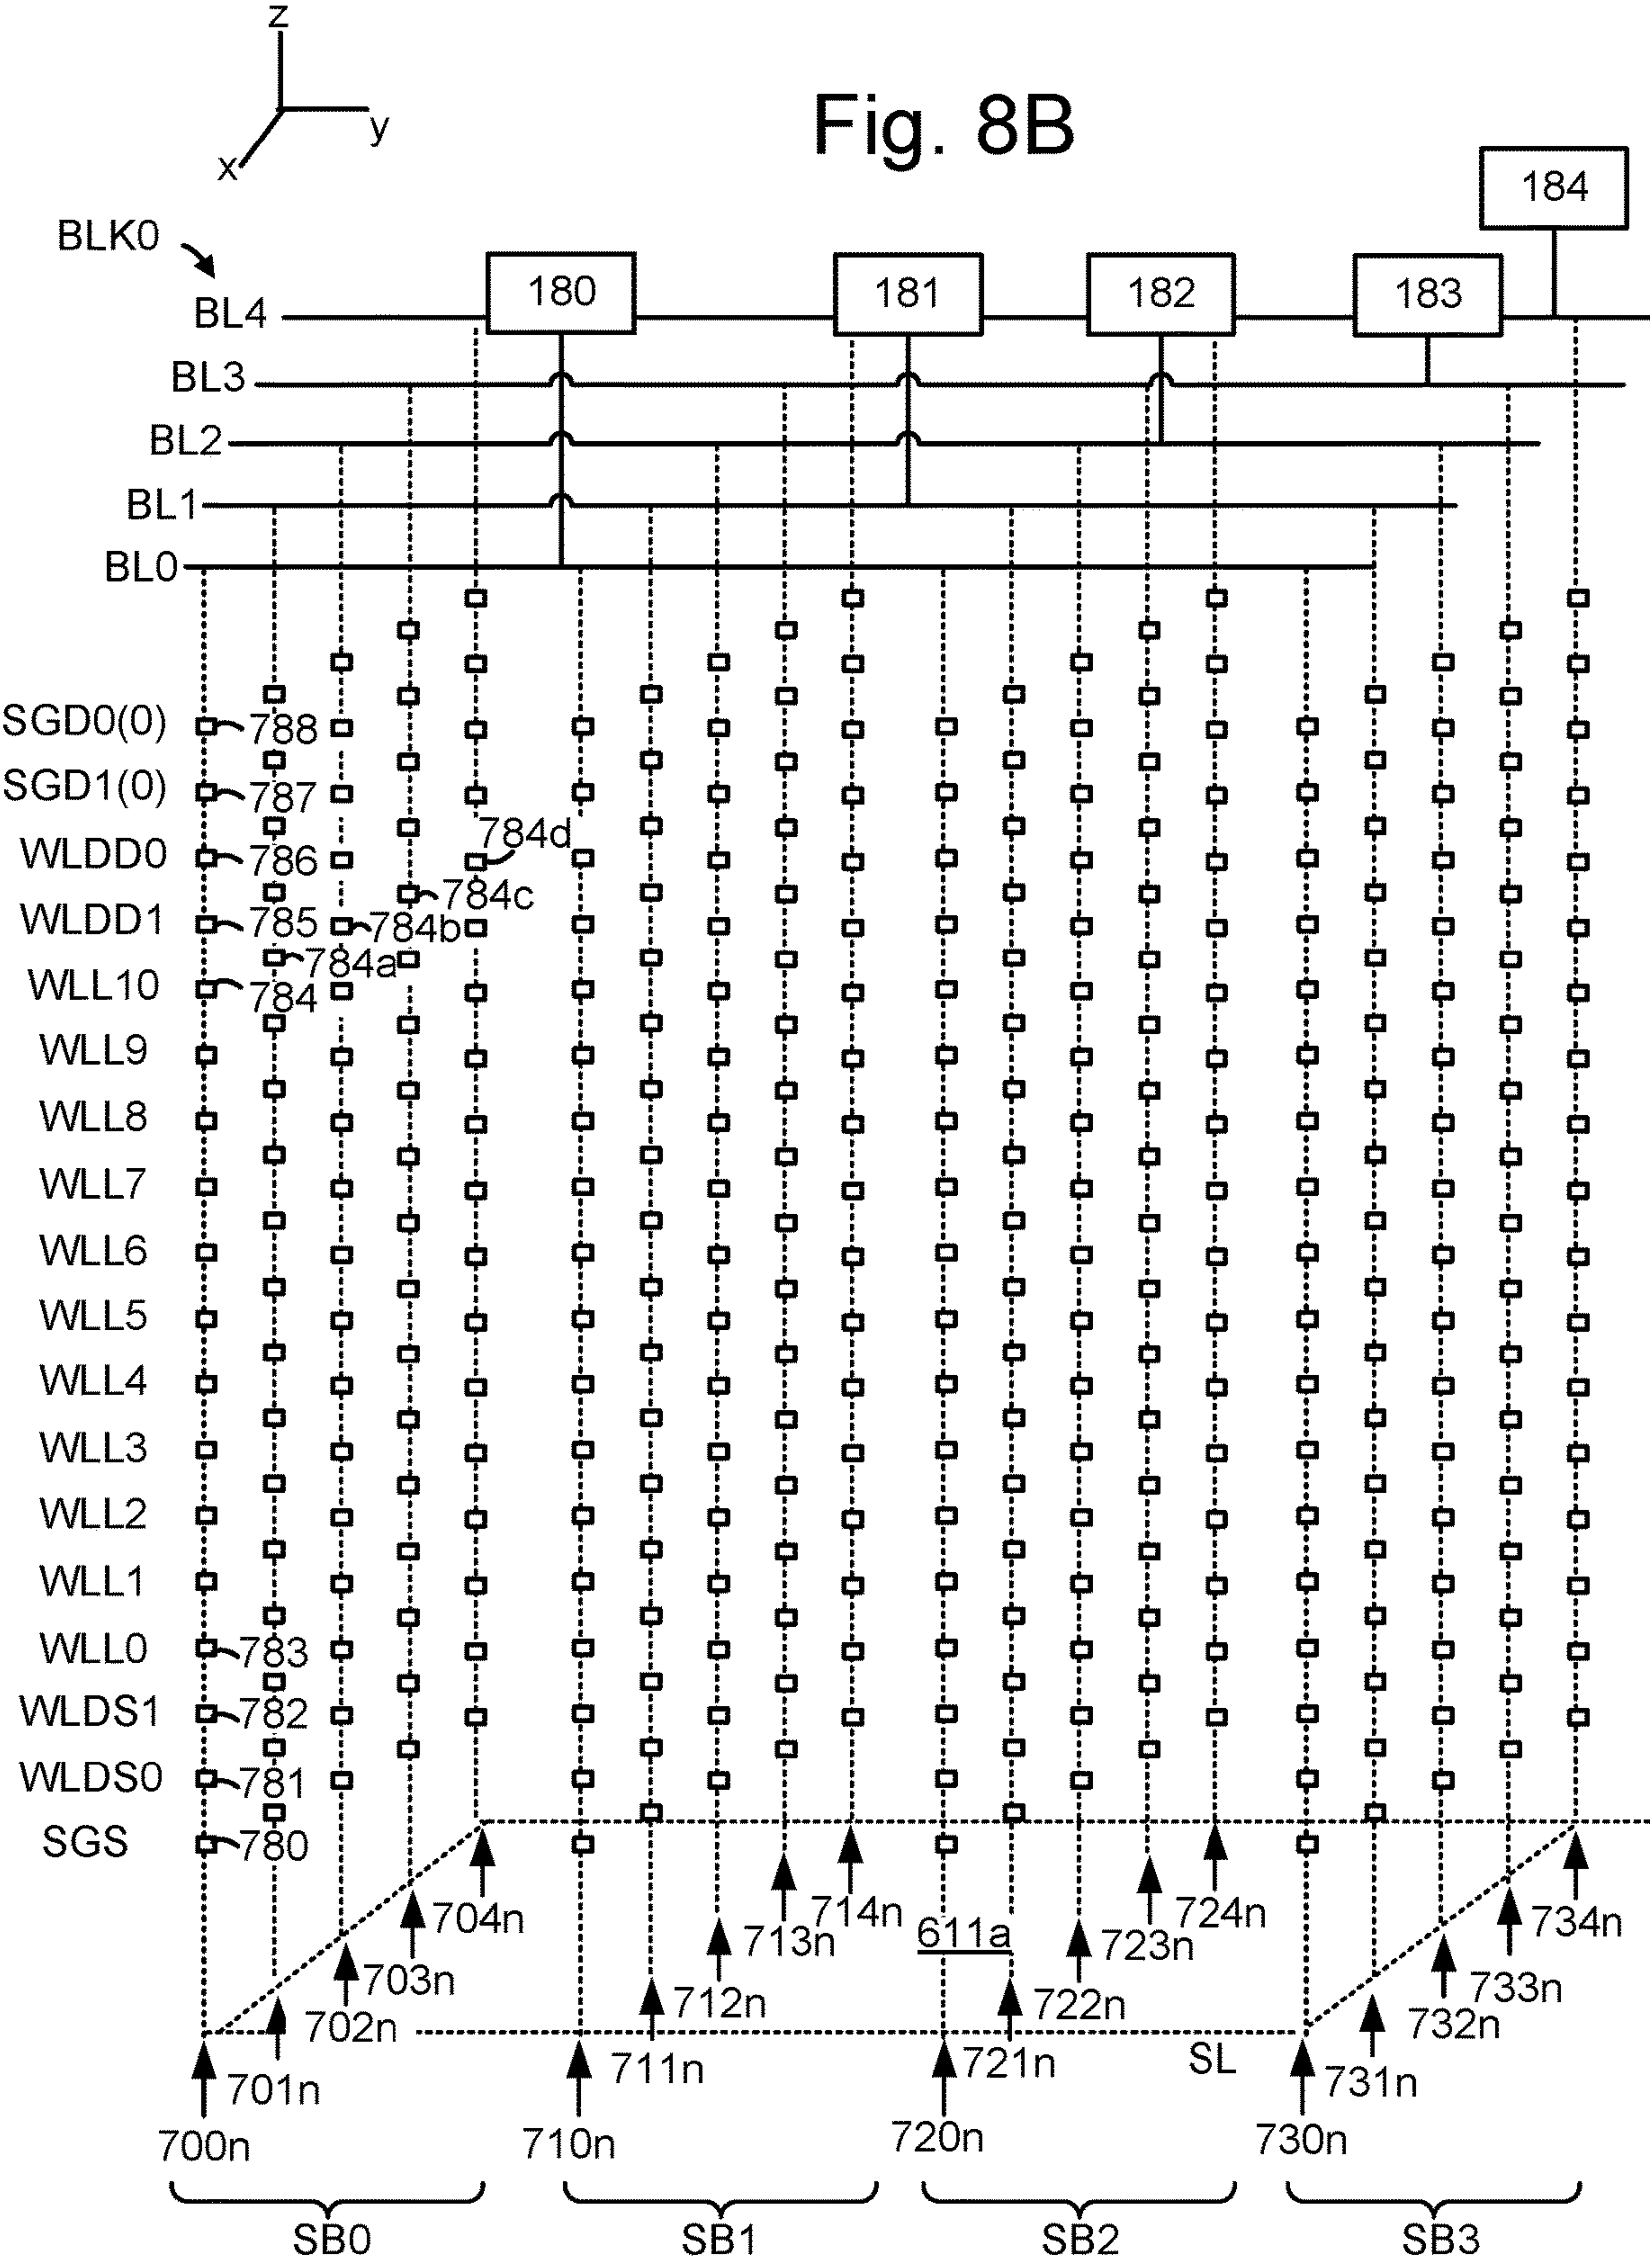 z
y
x
Fig. 8B
184
BLK0
180 181 182 183
BL4
BL3
BL2
BL1
BL0
SGD0(0) 788
SGD1(0) 787
784d
WLDD0 786
784c
WLDD1 785 784b
784a
WLL10 784
WLL9
WLL8
WLL7
WLL6
WLL5
WLL4
WLL3
WLL2
WLL1
WLL0 783
WLDS1 782
WLDS0 781
SGS 780
704n 714n 724n 734n
703n 713n 611a 723n 733n
702n 712n 722n 732n
701n 711n 721n SL 731n
700n 710n 720n 730n
SB0 SB1 SB2 SB3